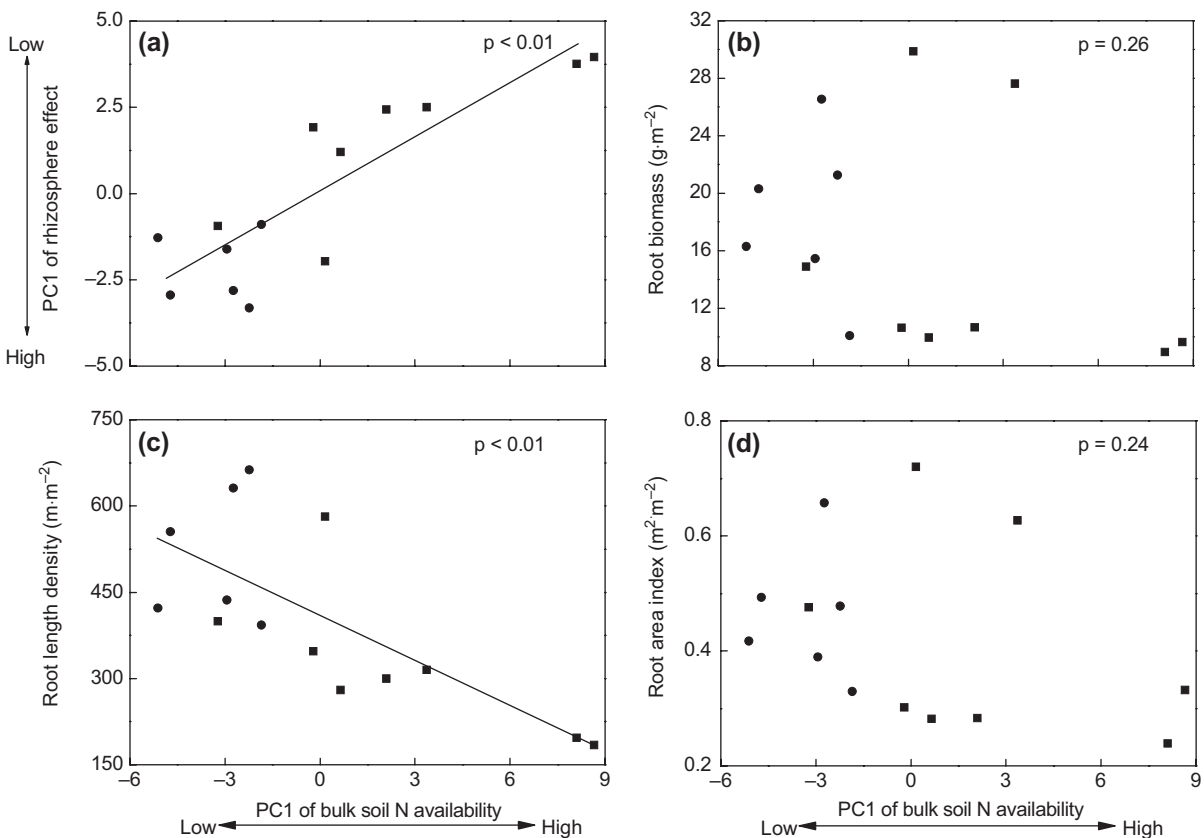 (a)
p < 0.01
Low
High
PC1 of rhizosphere effect
5.0
2.5
0.0
−2.5
−5.0
(b)
p = 0.26
Root biomass (g·m−2)
32
28
24
20
16
12
8
(c)
p < 0.01
Root length density (m·m−2)
750
600
450
300
150
−6
−3
0
3
6
9
PC1 of bulk soil N availability
Low
High
(d)
p = 0.24
Root area index (m2·m−2)
0.8
0.6
0.4
0.2
−6
−3
0
3
6
9
PC1 of bulk soil N availability
Low
High